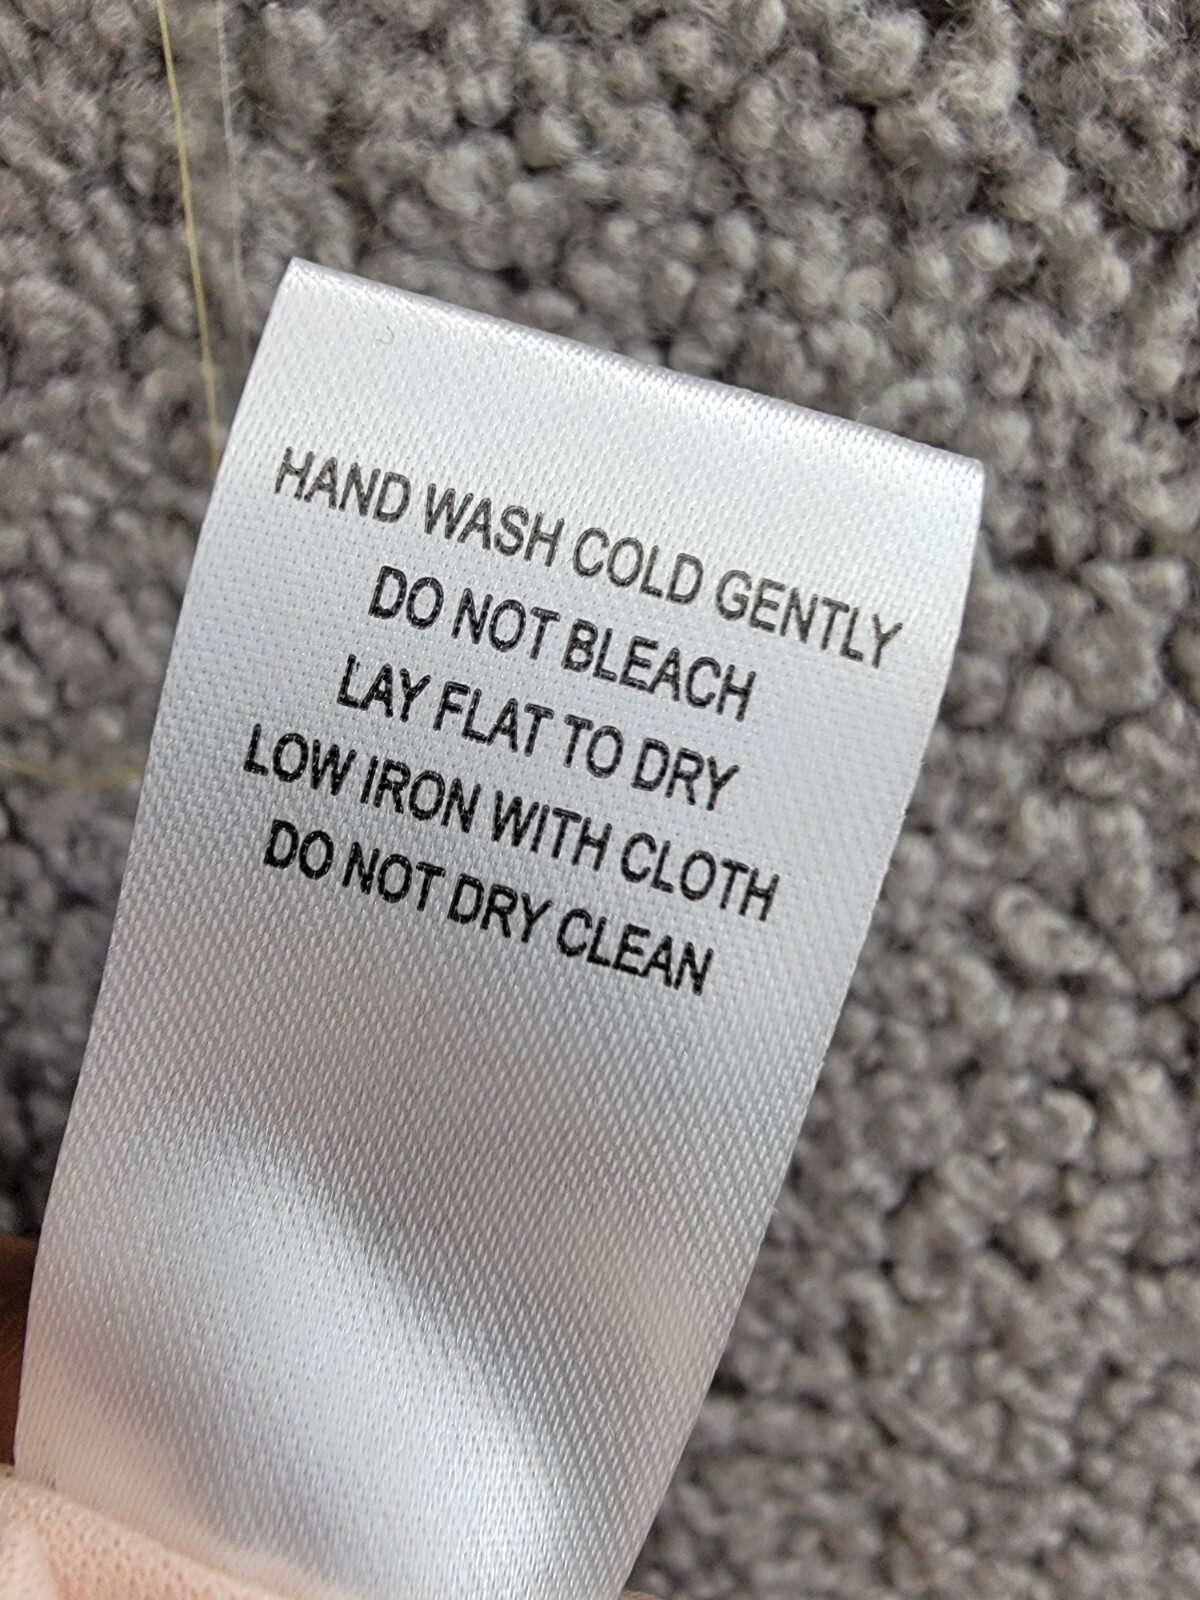 HAND WASH COLD GENTLY
DO NOT BLEACH
LAY FLAT TO DRY
LOW IRON WITH CLOTH
DO NOT DRY CLEAN